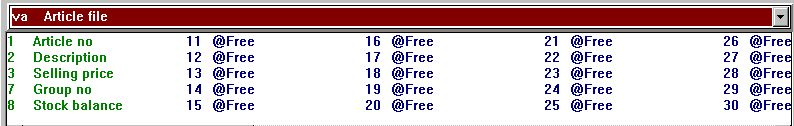 va Article file
1 Article no 11 @Free 16 @Free 21 @Free 26 @Free
2 Description 12 @Free 17 @Free 22 @Free 27 @Free
3 Selling price 13 @Free 18 @Free 23 @Free 28 @Free
7 Group no 14 @Free 19 @Free 24 @Free 29 @Free
8 Stock balance 15 @Free 20 @Free 25 @Free 30 @Free